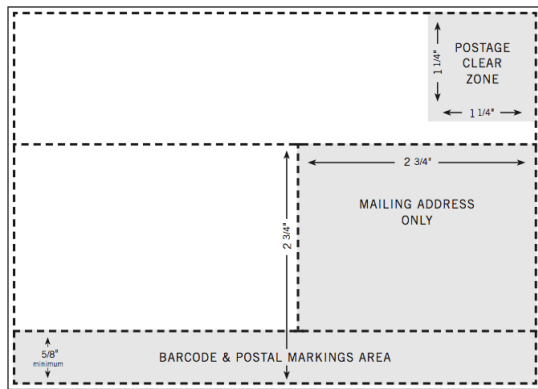 POSTAGE
CLEAR
ZONE
1 1/4"
1 1/4"
2 3/4"
MAILING ADDRESS
ONLY
2 3/4"
5/8"
minimum
BARCODE & POSTAL MARKINGS AREA